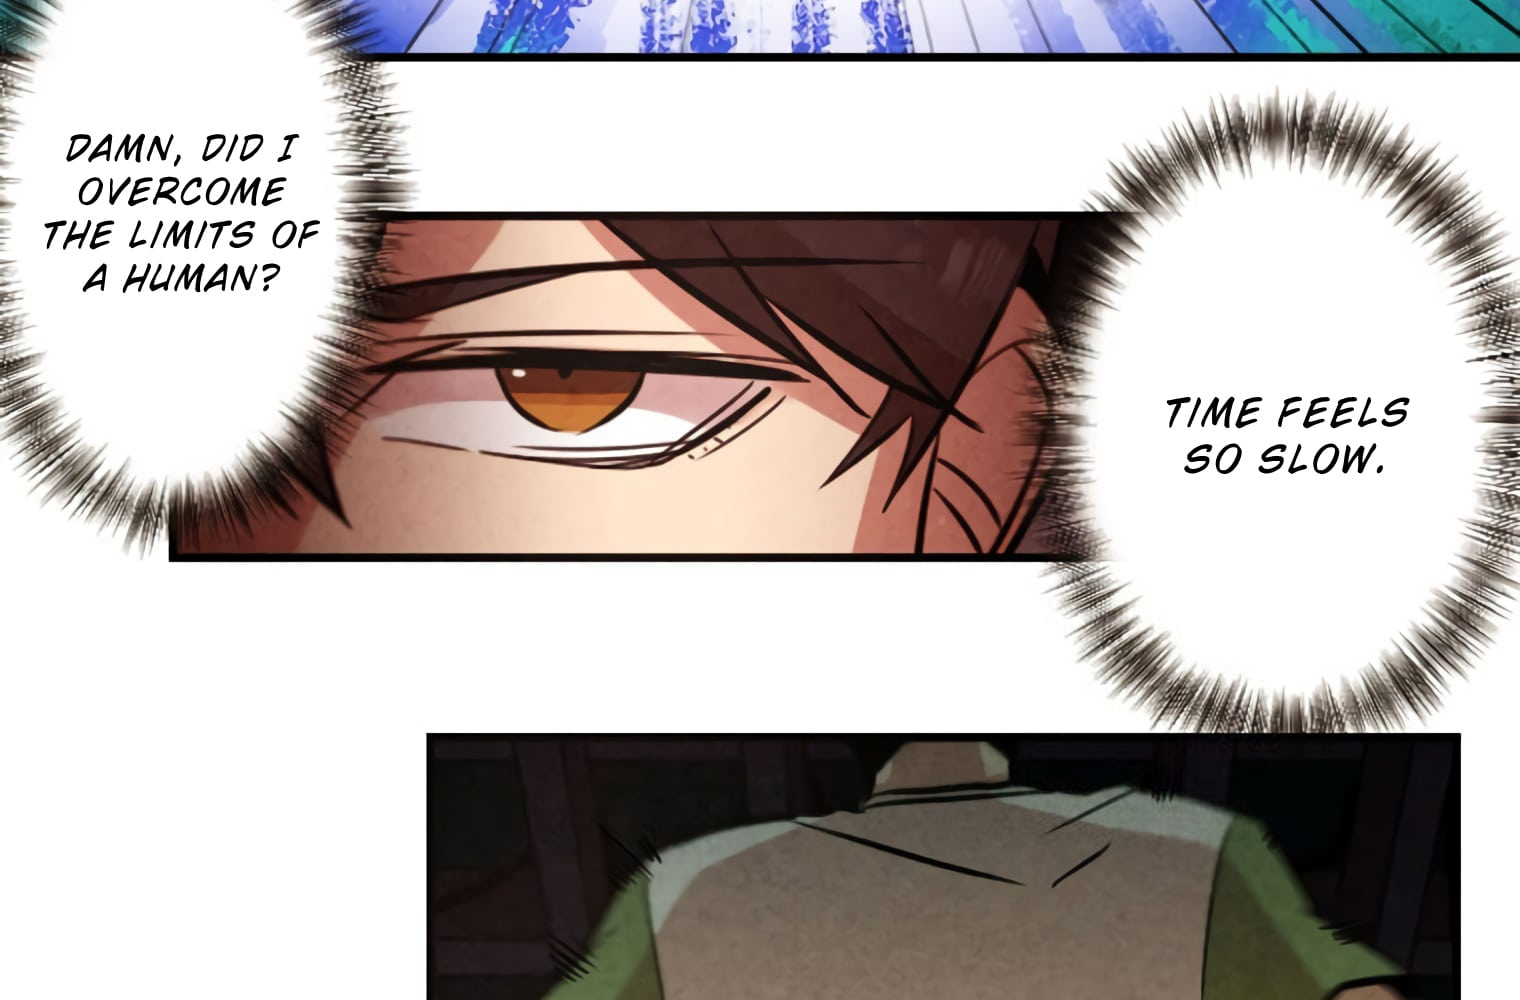 DAMN, DID I
OVERCOME
THE LIMITS OF
A HUMAN?
TIME FEELS
SO SLOW.